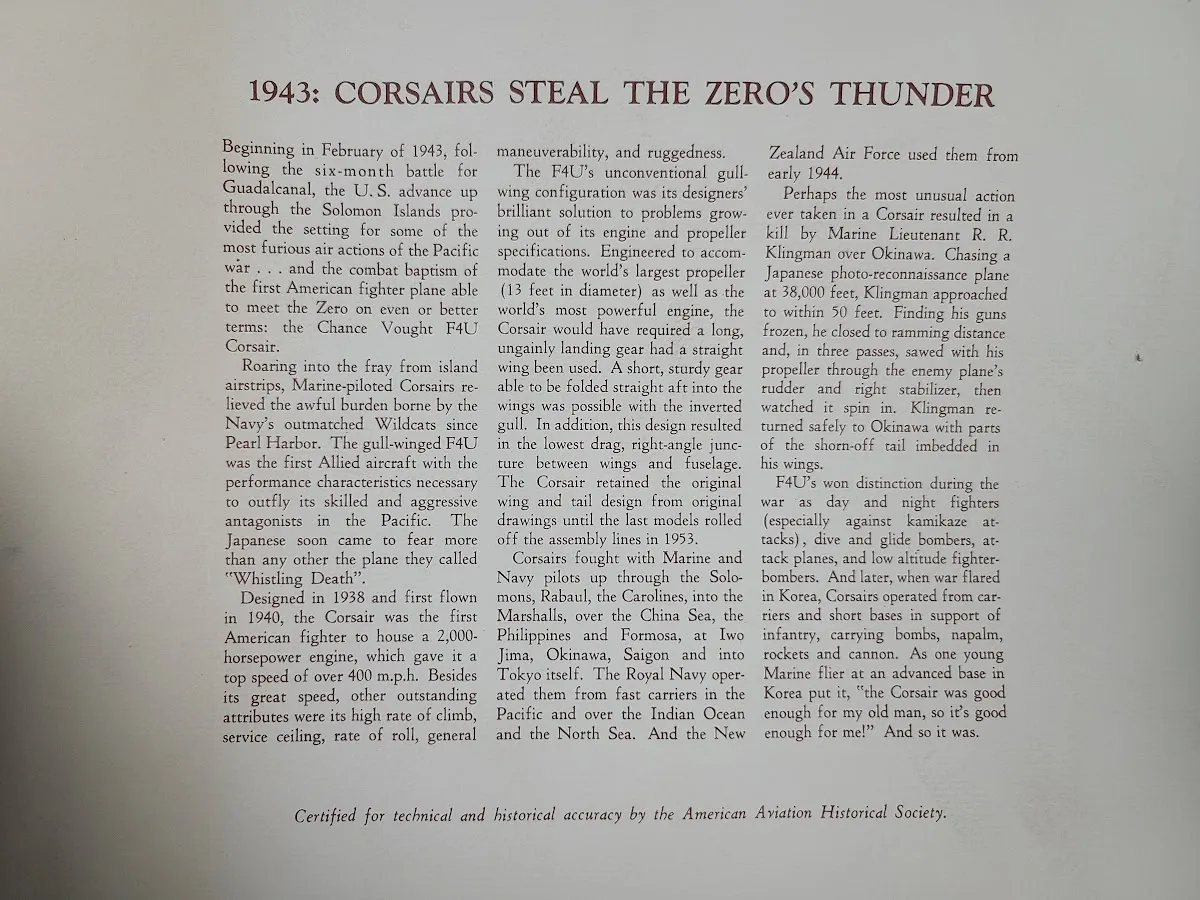 1943: CORSAIRS STEAL THE ZERO'S THUNDER
Beginning in February of 1943, fol-
lowing the six-month battle for
Guadalcanal, the U. S. advance up
through the Solomon Islands pro-
vided the setting for some of the
most furious air actions of the Pacific
war . . . and the combat baptism of
the first American fighter plane able
to meet the Zero on even or better
terms: the Chance Vought F4U
Corsair.
Roaring into the fray from island
airstrips, Marine-piloted Corsairs re-
lieved the awful burden borne by the
Navy's outmatched Wildcats since
Pearl Harbor. The gull-winged F4U
was the first Allied aircraft with the
performance characteristics necessary
to outfly its skilled and aggressive
antagonists in the Pacific. The
Japanese soon came to fear more
than any other the plane they called
"Whistling Death".
Designed in 1938 and first flown
in 1940, the Corsair was the first
American fighter to house a 2,000-
horsepower engine, which gave it a
top speed of over 400 m.p.h. Besides
its great speed, other outstanding
attributes were its high rate of climb,
service ceiling, rate of roll, general
maneuverability, and ruggedness.
The F4U's unconventional gull-
wing configuration was its designers'
brilliant solution to problems grow-
ing out of its engine and propeller
specifications. Engineered to accom-
modate the world's largest propeller
(13 feet in diameter) as well as the
world's most powerful engine, the
Corsair would have required a long,
ungainly landing gear had a straight
wing been used. A short, sturdy gear
able to be folded straight aft into the
wings was possible with the inverted
gull. In addition, this design resulted
in the lowest drag, right-angle junc-
ture between wings and fuselage.
The Corsair retained the original
wing and tail design from original
drawings until the last models rolled
off the assembly lines in 1953.
Corsairs fought with Marine and
Navy pilots up through the Solo-
mons, Rabaul, the Carolines, into the
Marshalls, over the China Sea, the
Philippines and Formosa, at Iwo
Jima, Okinawa, Saigon and into
Tokyo itself. The Royal Navy oper-
ated them from fast carriers in the
Pacific and over the Indian Ocean
and the North Sea. And the New
Zealand Air Force used them from
early 1944.
Perhaps the most unusual action
ever taken in a Corsair resulted in a
kill by Marine Lieutenant R. R.
Klingman over Okinawa. Chasing a
Japanese photo-reconnaissance plane
at 38,000 feet, Klingman approached
to within 50 feet. Finding his guns
frozen, he closed to ramming distance
and, in three passes, sawed with his
propeller through the enemy plane's
rudder and right stabilizer, then
watched it spin in. Klingman re-
turned safely to Okinawa with parts
of the shorn-off tail imbedded in
his wings.
F4U's won distinction during the
war as day and night fighters
(especially against kamikaze at-
tacks), dive and glide bombers, at-
tack planes, and low altitude fighter-
bombers. And later, when war flared
in Korea, Corsairs operated from car-
riers and short bases in support of
infantry, carrying bombs, napalm,
rockets and cannon. As one young
Marine flier at an advanced base in
Korea put it, "the Corsair was good
enough for my old man, so it's good
enough for me!" And so it was.
Certified for technical and historical accuracy by the American Aviation Historical Society.